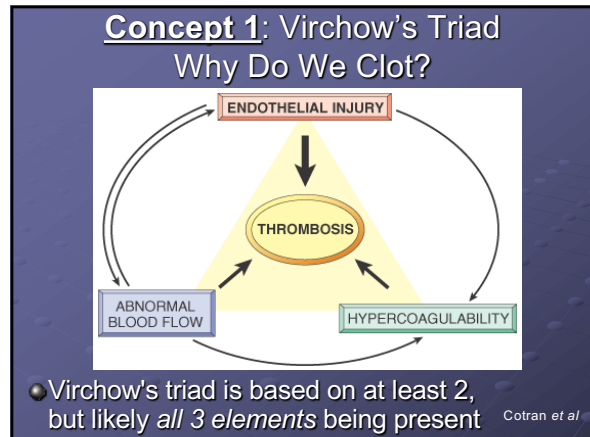 Concept 1: Virchow's Triad
Why Do We Clot?
ENDOTHELIAL INJURY
THROMBOSIS
ABNORMAL
BLOOD FLOW
HYPERCOAGULABILITY
Virchow's triad is based on at least 2,
but likely all 3 elements being present
Cotran et al